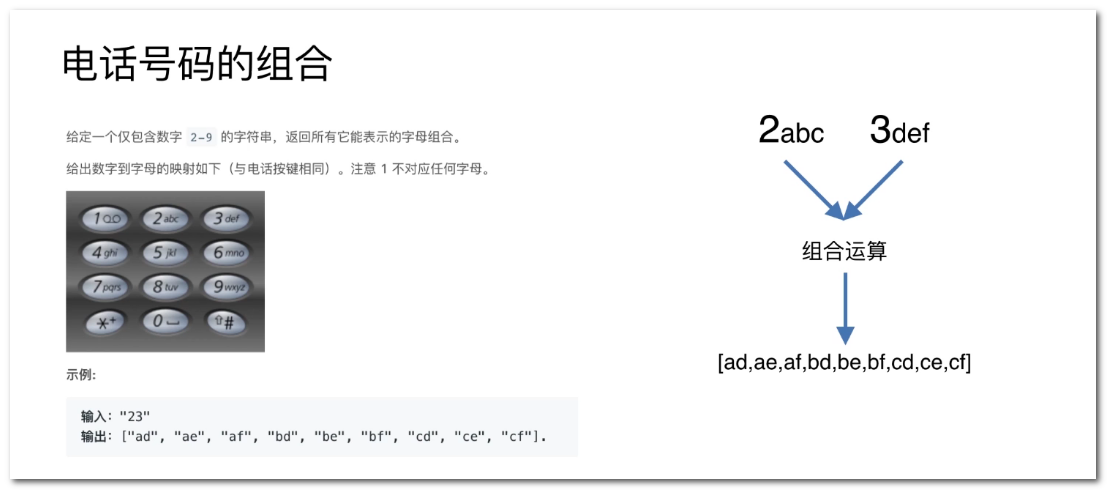 电话号码的组合
给定一个仅包含数字 2-9 的字符串，返回所有它能表示的字母组合。
给出数字到字母的映射如下（与电话按键相同）。注意 1 不对应任何字母。
1 2 abc 3 def
4 ghi 5 jkl 6 mno
7 pqrs 8 tuv 9 wxyz
* + 0 #
示例:
输入："23"
输出：["ad", "ae", "af", "bd", "be", "bf", "cd", "ce", "cf"].
2abc 3def
组合运算
[ad,ae,af,bd,be,bf,cd,ce,cf]